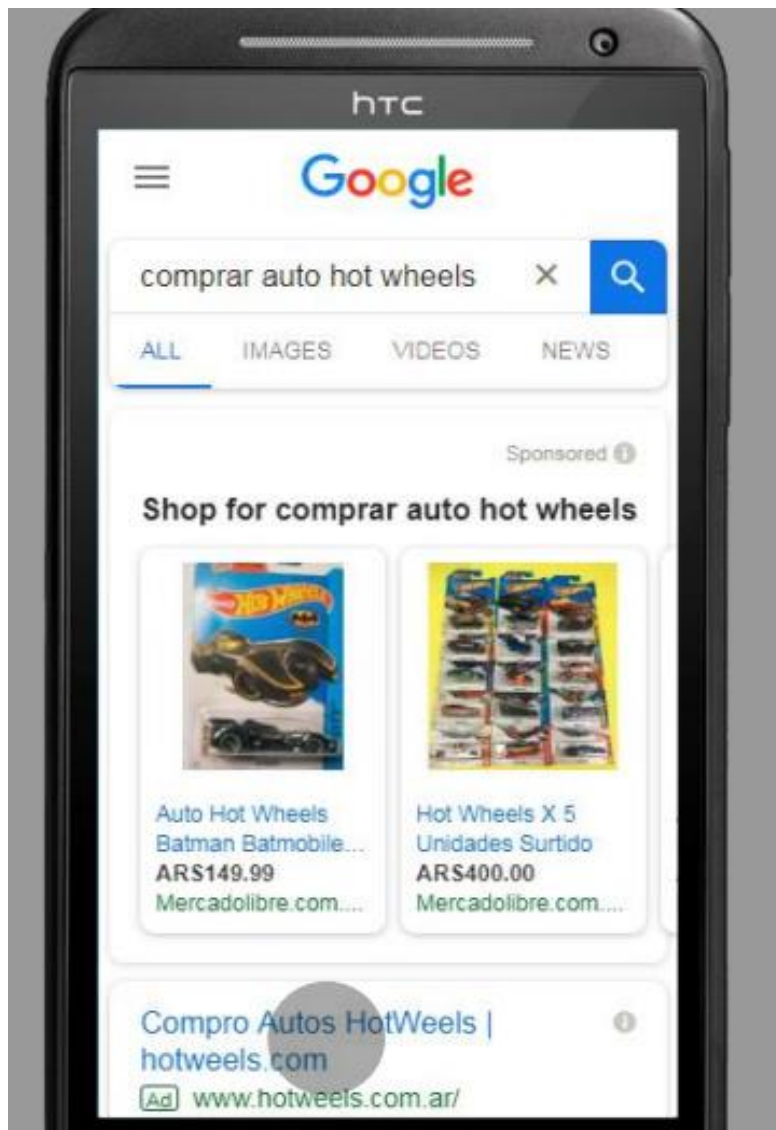 hTC
Google
comprar auto hot wheels
ALL IMAGES VIDEOS NEWS
Sponsored
Shop for comprar auto hot wheels
HOT WHEELS
Auto Hot Wheels
Batman Batmobile...
ARS149.99
Mercadolibre.com....
Hot Wheels X 5
Unidades Surtido
ARS400.00
Mercadolibre.com....
Compro Autos HotWeels |
hotweels.com
Ad www.hotweels.com.ar/